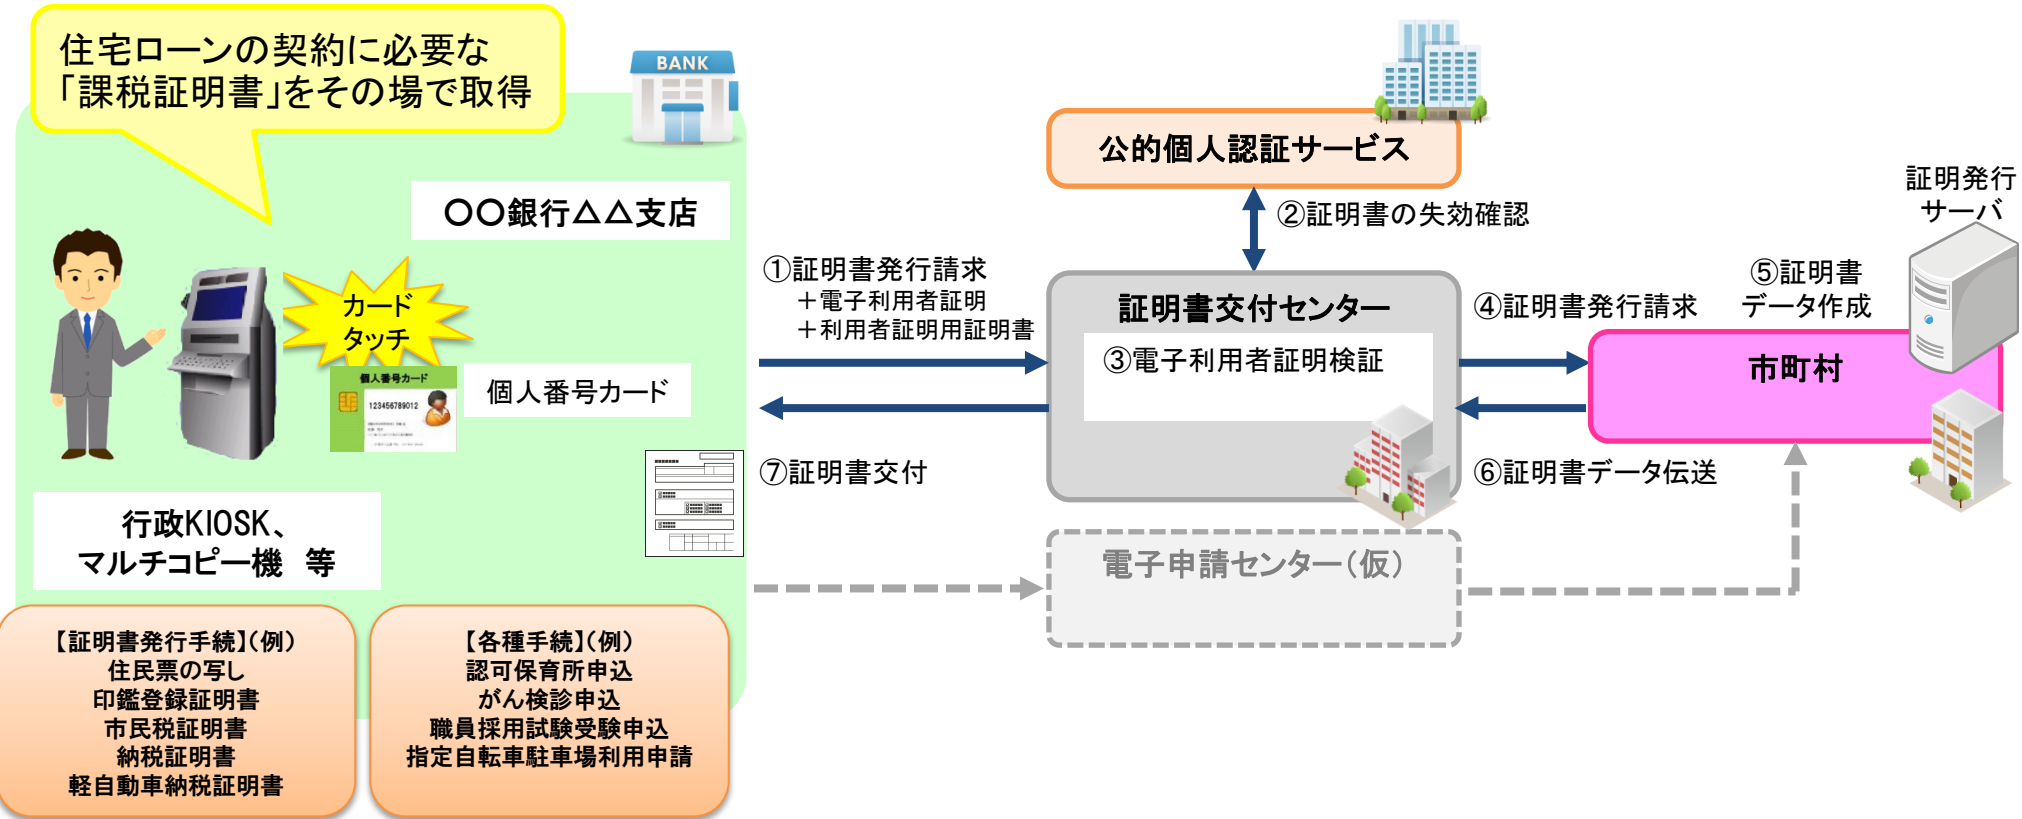 住宅ローンの契約に必要な
「課税証明書」をその場で取得
BANK
〇〇銀行△△支店
カード
タッチ
個人番号カード
123456789012
個人番号カード
行政KIOSK、
マルチコピー機 等
【証明書発行手続】(例)
住民票の写し
印鑑登録証明書
市民税証明書
納税証明書
軽自動車納税証明書
【各種手続】(例)
認可保育所申込
がん検診申込
職員採用試験受験申込
指定自転車駐車場利用申請
①証明書発行請求
+電子利用者証明
+利用者証明用証明書
⑦証明書交付
公的個人認証サービス
②証明書の失効確認
証明書交付センター
③電子利用者証明検証
電子申請センター(仮)
④証明書発行請求
⑥証明書データ伝送
⑤証明書
データ作成
証明発行
サーバ
市町村